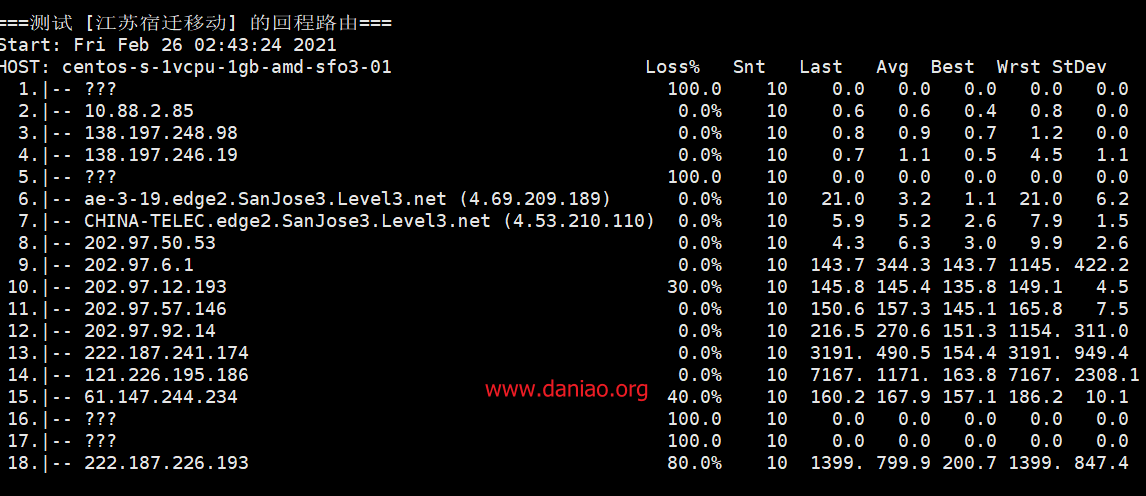 ===测试 [江苏宿迁移动] 的回程路由===
Start: Fri Feb 26 02:43:24 2021
HOST: centos-s-1vcpu-1gb-amd-sfo3-01 Loss% Snt Last Avg Best Wrst StDev
1.|-- ??? 100.0 10 0.0 0.0 0.0 0.0 0.0
2.|-- 10.88.2.85 0.0% 10 0.6 0.6 0.4 0.8 0.0
3.|-- 138.197.248.98 0.0% 10 0.8 0.9 0.7 1.2 0.0
4.|-- 138.197.246.19 0.0% 10 0.7 1.1 0.5 4.5 1.1
5.|-- ??? 100.0 10 0.0 0.0 0.0 0.0 0.0
6.|-- ae-3-19.edge2.SanJose3.Level3.net (4.69.209.189) 0.0% 10 21.0 3.2 1.1 21.0 6.2
7.|-- CHINA-TELEC.edge2.SanJose3.Level3.net (4.53.210.110) 0.0% 10 5.9 5.2 2.6 7.9 1.5
8.|-- 202.97.50.53 0.0% 10 4.3 6.3 3.0 9.9 2.6
9.|-- 202.97.6.1 0.0% 10 143.7 344.3 143.7 1145. 422.2
10.|-- 202.97.12.193 30.0% 10 145.8 145.4 135.8 149.1 4.5
11.|-- 202.97.57.146 0.0% 10 150.6 157.3 145.1 165.8 7.5
12.|-- 202.97.92.14 0.0% 10 216.5 270.6 151.3 1154. 311.0
13.|-- 222.187.241.174 0.0% 10 3191. 490.5 154.4 3191. 949.4
14.|-- 121.226.195.186 0.0% 10 7167. 1171. 163.8 7167. 2308.1
15.|-- 61.147.244.234 40.0% 10 160.2 167.9 157.1 186.2 10.1
16.|-- ??? 100.0 10 0.0 0.0 0.0 0.0 0.0
17.|-- ??? 100.0 10 0.0 0.0 0.0 0.0 0.0
18.|-- 222.187.226.193 80.0% 10 1399. 799.9 200.7 1399. 847.4
www.daniao.org